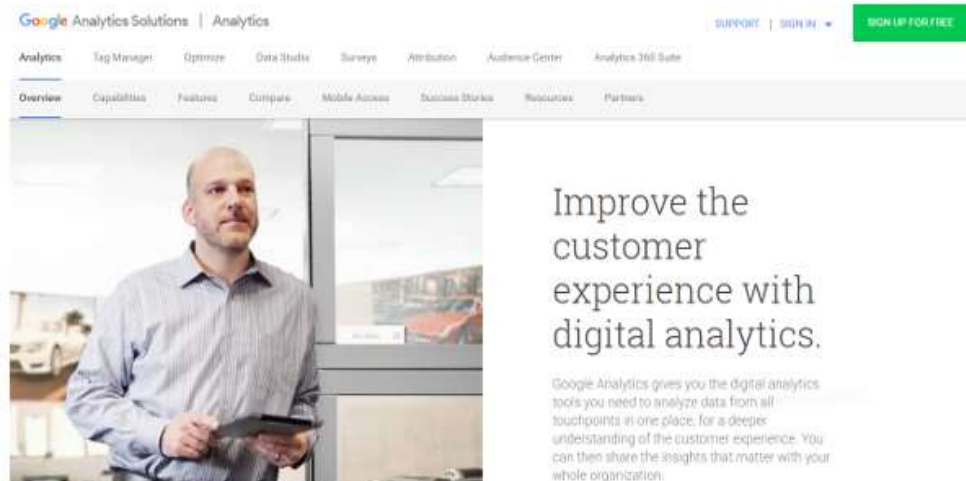 Google Analytics Solutions | Analytics
SUPPORT | SIGN IN
SIGN UP FOR FREE
Analytics Tag Manager Optimize Data Studio Surveys Attribution Audience Center Analytics 360 Suite
Overview Capabilities Features Compare Mobile Access Success Stories Resources Partners
Improve the
customer
experience with
digital analytics.
Google Analytics gives you the digital analytics
tools you need to analyze data from all
touchpoints in one place, for a deeper
understanding of the customer experience. You
can then share the insights that matter with your
whole organization.